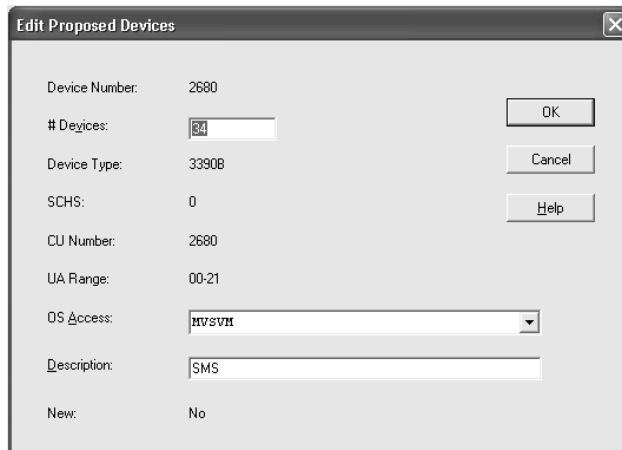 Edit Proposed Devices
Device Number: 2680
# Devices: 34
Device Type: 3390B
SCHS: 0
CU Number: 2680
UA Range: 00-21
OS Access: MVSVM
Description: SMS
New: No
OK
Cancel
Help